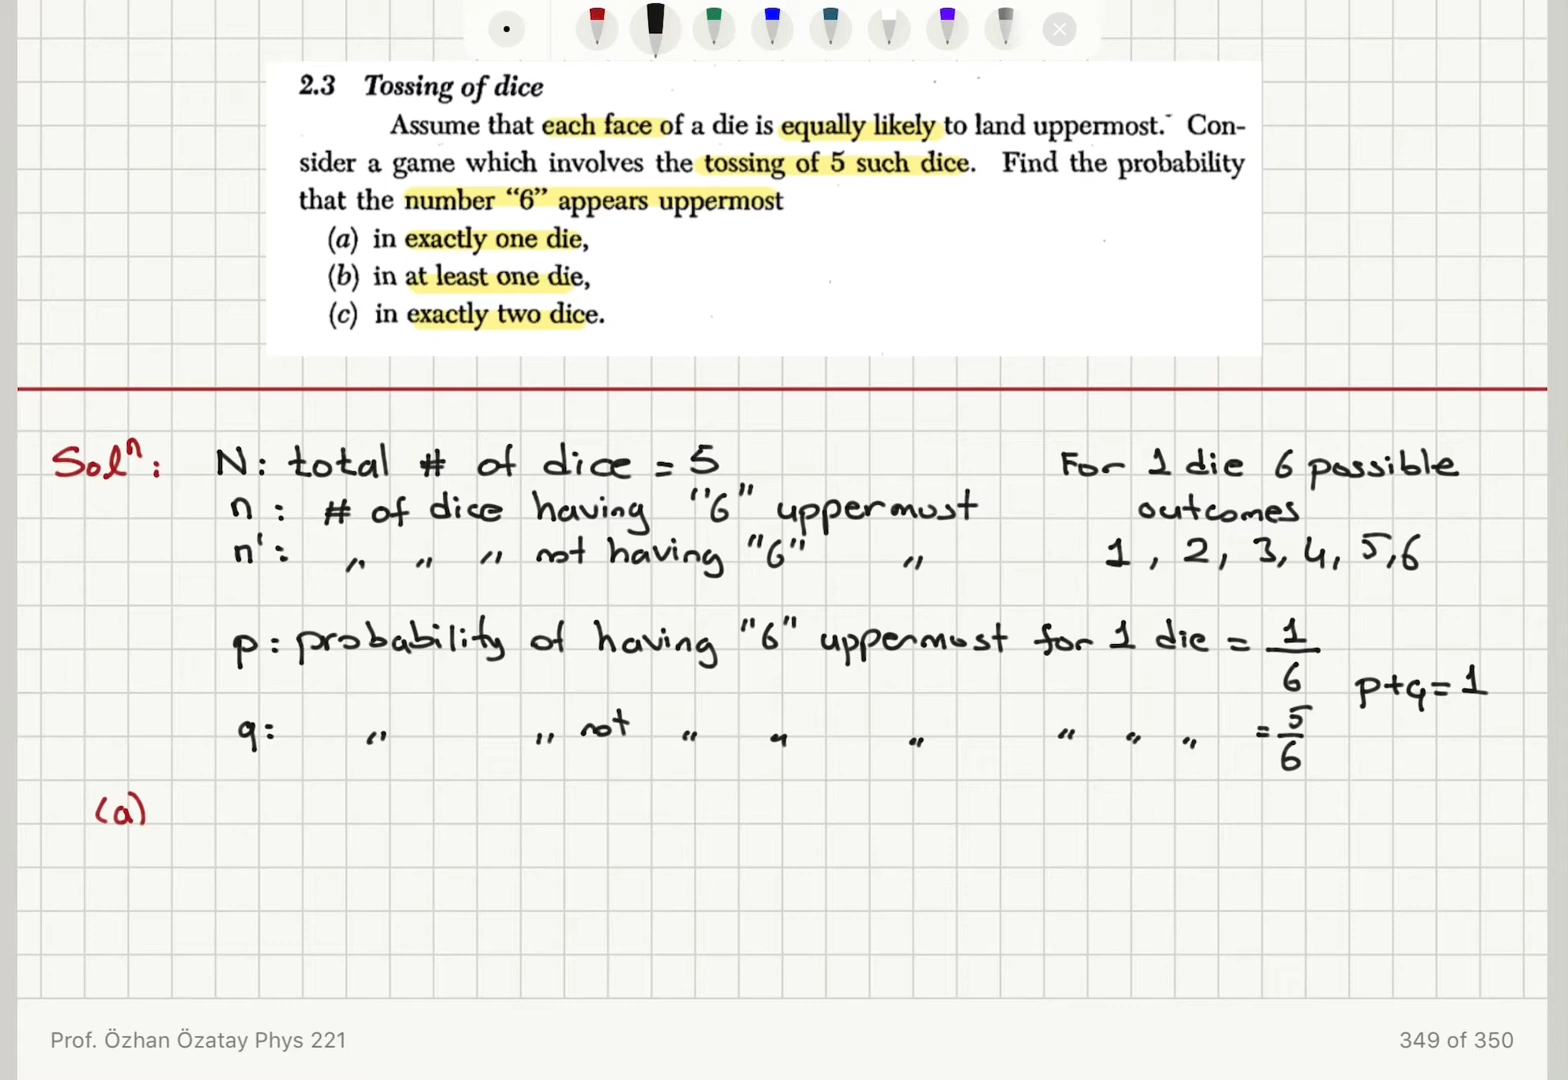 2.3 Tossing of dice
Assume that each face of a die is equally likely to land uppermost. Con-
sider a game which involves the tossing of 5 such dice. Find the probability
that the number “6” appears uppermost
(a) in exactly one die,
(b) in at least one die,
(c) in exactly two dice.
Solⁿ: N: total # of dice = 5
n : # of dice having "6" uppermost
n': " " " not having "6" "
For 1 die 6 possible
outcomes
1, 2, 3, 4, 5, 6
p: probability of having "6" uppermost for 1 die = 1/6
p+q=1
q: " " not " " " " " " = 5/6
(a)
Prof. Özhan Özatay Phys 221
349 of 350